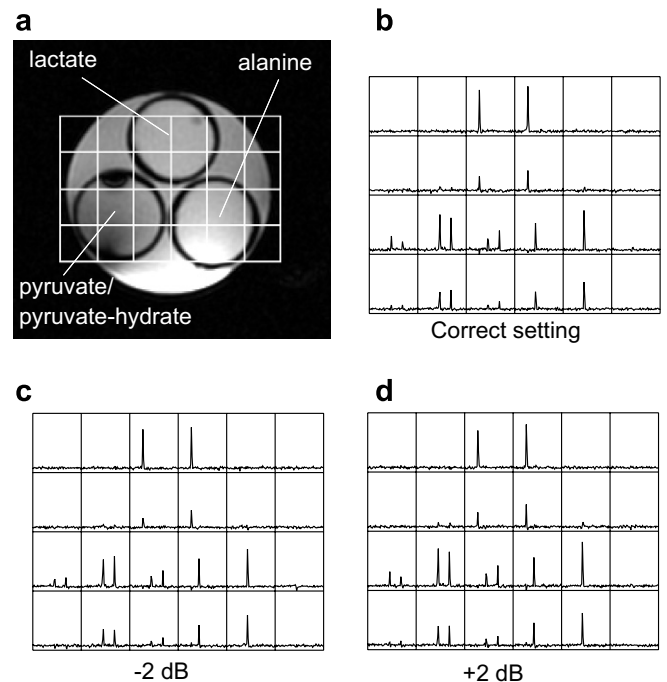 a
lactate
alanine
pyruvate/
pyruvate-hydrate
b
Correct setting
c
-2 dB
d
+2 dB